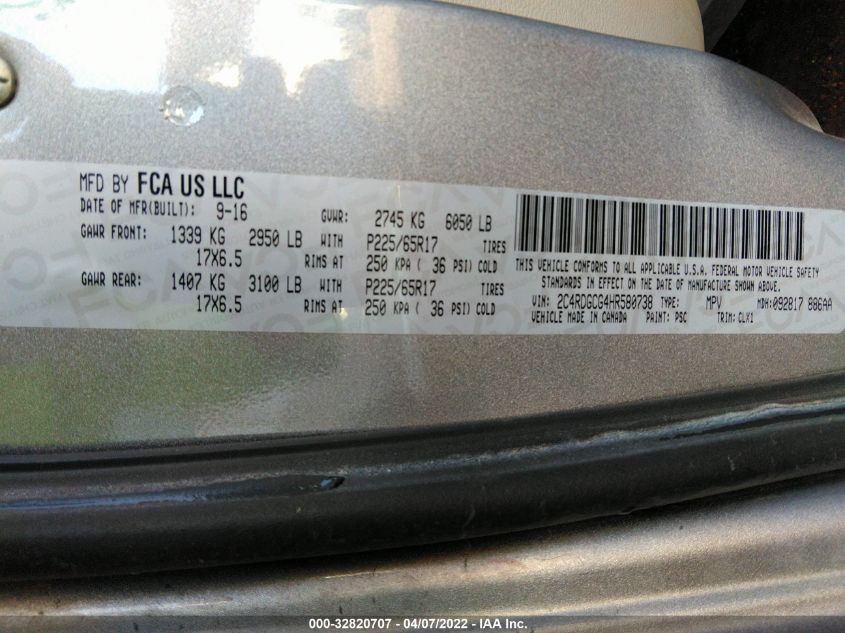 MFD BY FCA US LLC
DATE OF MFR(BUILT): 9-16 GVWR: 2745 KG 6050 LB
GAWR FRONT: 1339 KG 2950 LB WITH P225/65R17 TIRES
17X6.5 RIMS AT 250 KPA ( 36 PSI) COLD
GAWR REAR: 1407 KG 3100 LB WITH P225/65R17 TIRES
17X6.5 RIMS AT 250 KPA ( 36 PSI) COLD
THIS VEHICLE CONFORMS TO ALL APPLICABLE U.S.A. FEDERAL MOTOR VEHICLE SAFETY
STANDARDS IN EFFECT ON THE DATE OF MANUFACTURE SHOWN ABOVE.
VIN: 2C4RDGCG4HR580738 TYPE: MPV MDH:092817 886AA
VEHICLE MADE IN CANADA PAINT: PSC TRIM: CLX1
000-32820707 - 04/07/2022 - IAA Inc.